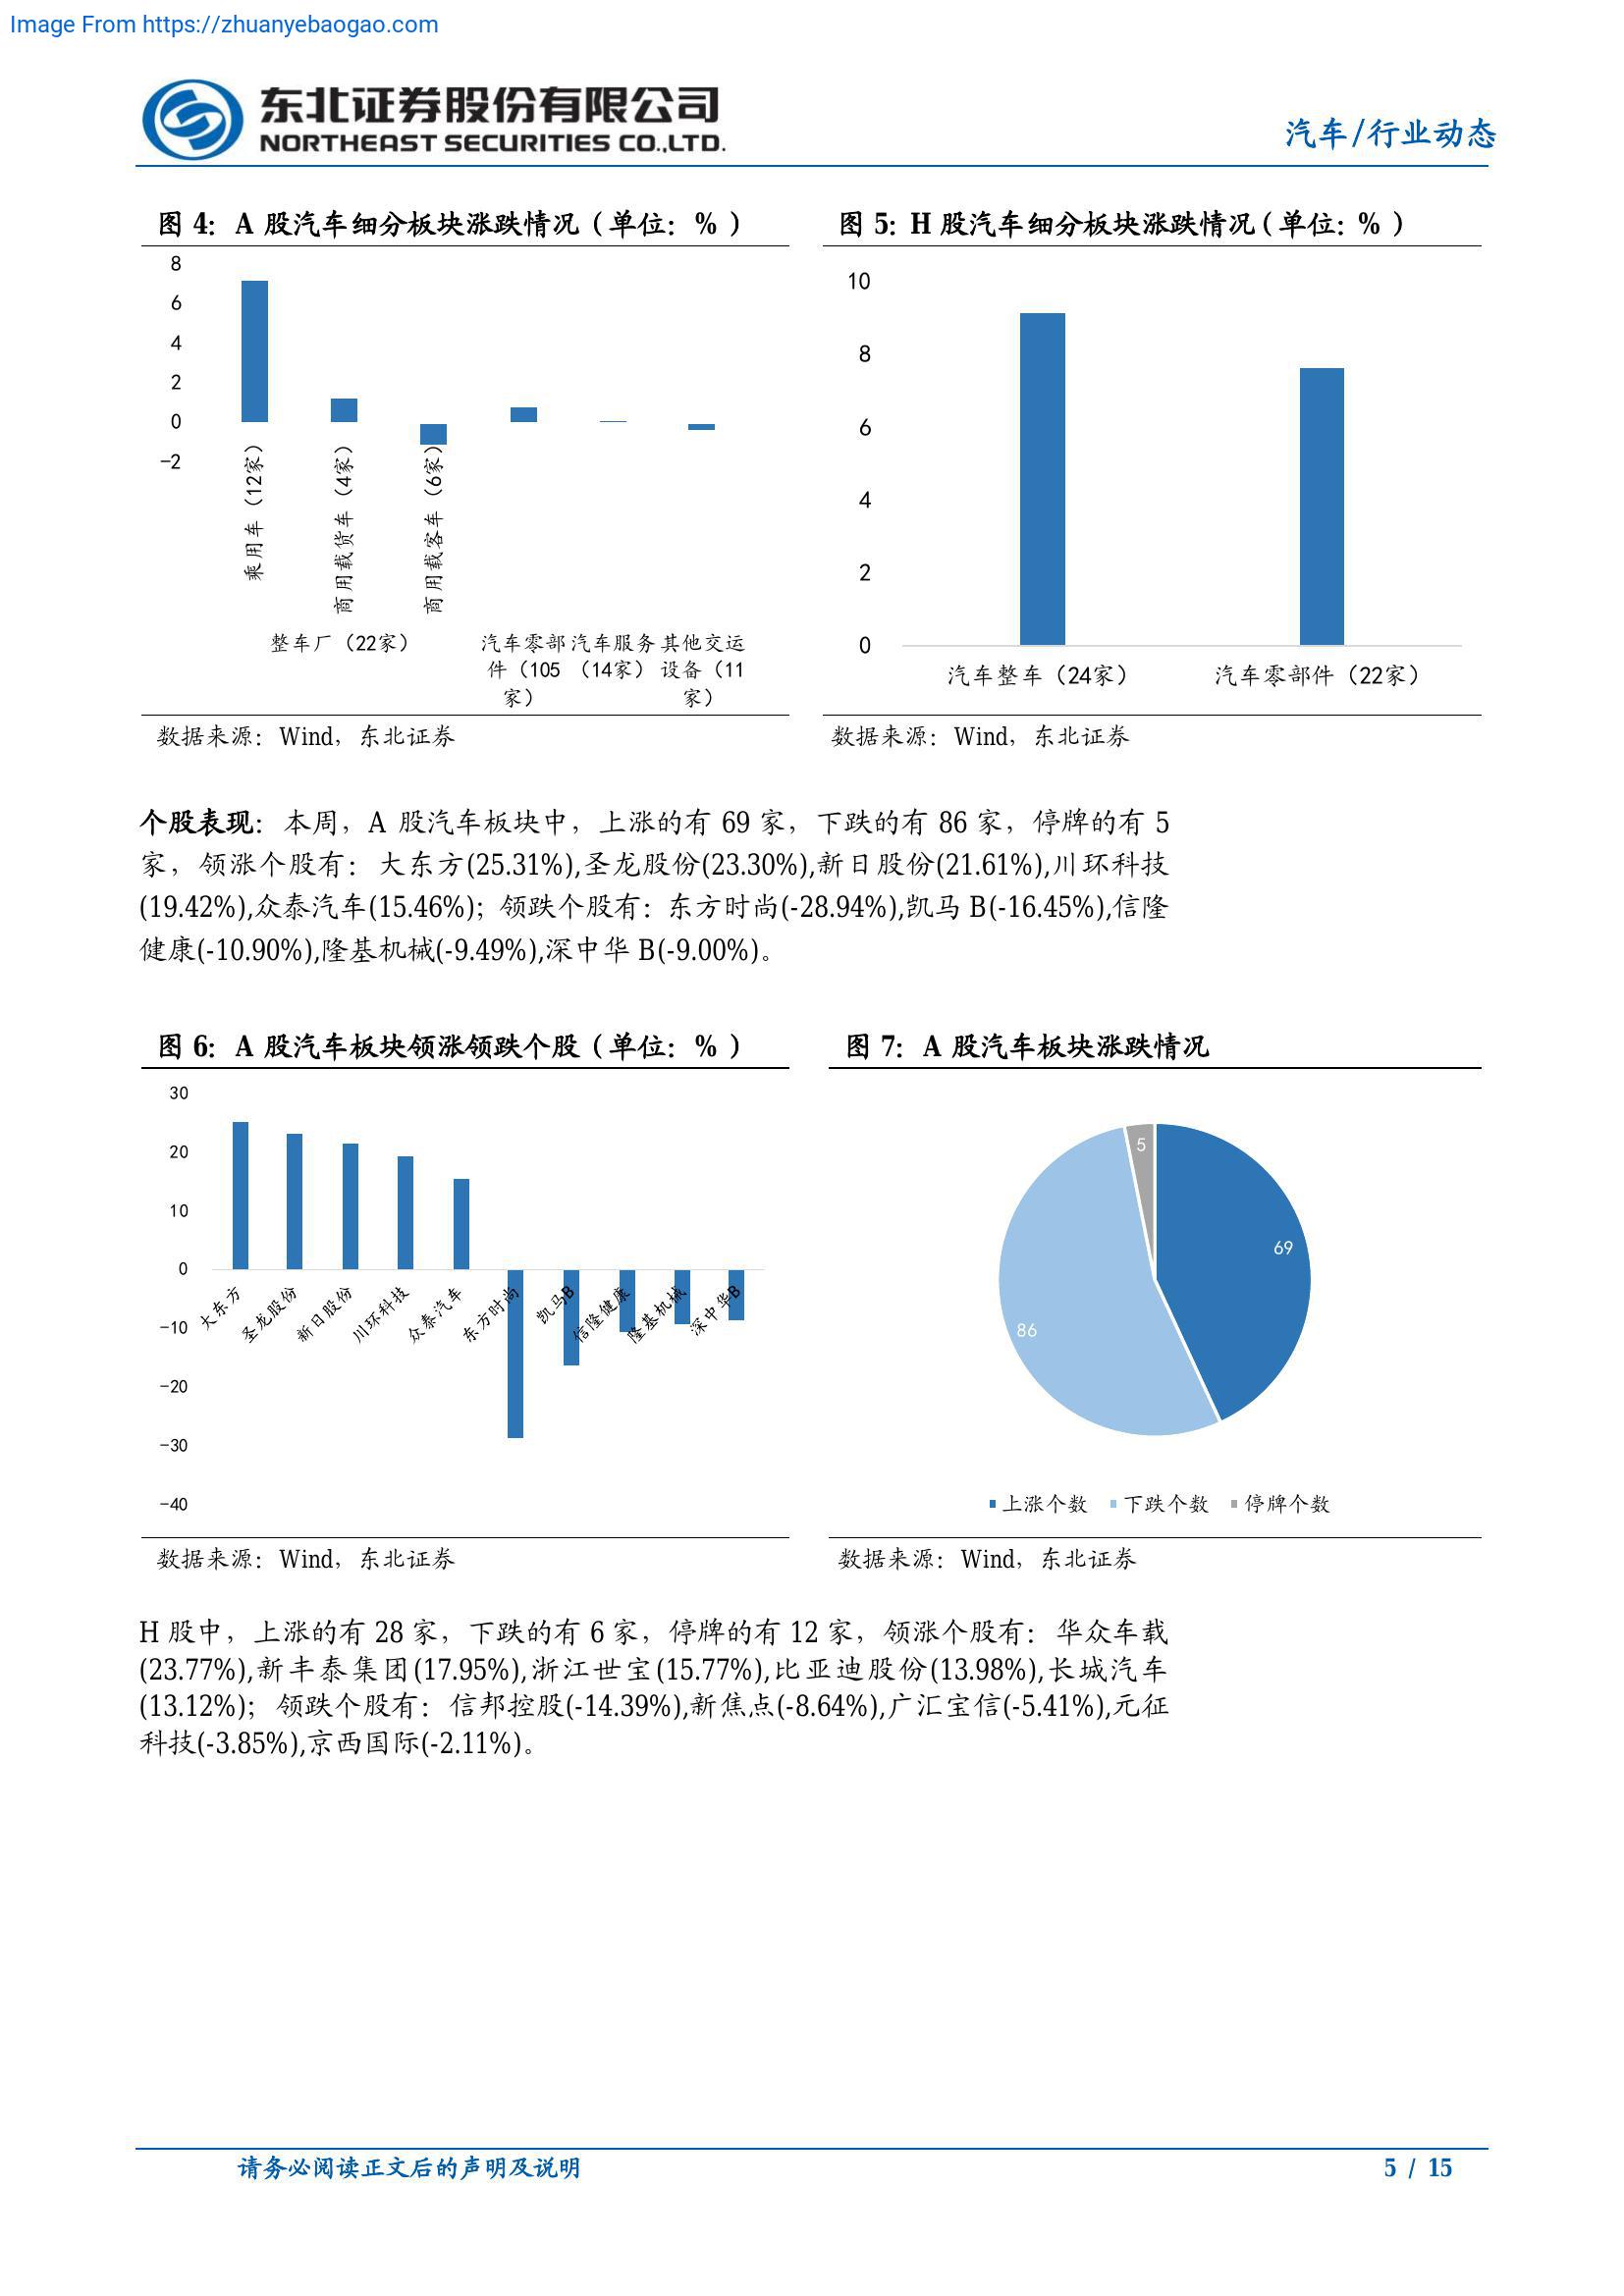 Image From https://zhuanyebaogao.com
东北证券股份有限公司
NORTHEAST SECURITIES CO.,LTD.
汽车/行业动态
图 4： A 股汽车细分板块涨跌情况（单位： % ）
8
6
4
2
0
-2
乘用车（12家）
商用载货车（4家）
商用载客车（6家）
整车厂（22家）
汽车零部件（105家）
汽车服务（14家）
其他交运设备（11家）
数据来源： Wind， 东北证券
图 5: H 股汽车细分板块涨跌情况（单位: % ）
10
8
6
4
2
0
汽车整车（24家）
汽车零部件（22家）
数据来源： Wind， 东北证券
个股表现：本周，A 股汽车板块中，上涨的有 69 家，下跌的有 86 家，停牌的有 5
家，领涨个股有：大东方(25.31%),圣龙股份(23.30%),新日股份(21.61%),川环科技
(19.42%),众泰汽车(15.46%)；领跌个股有：东方时尚(-28.94%),凯马 B(-16.45%),信隆
健康(-10.90%),隆基机械(-9.49%),深中华 B(-9.00%)。
图 6： A 股汽车板块领涨领跌个股（单位： % ）
30
20
10
0
-10
-20
-30
-40
大东方
圣龙股份
新日股份
川环科技
众泰汽车
东方时尚
凯马B
信隆健康
隆基机械
深中华B
数据来源： Wind， 东北证券
图 7： A 股汽车板块涨跌情况
5
69
86
上涨个数 下跌个数 停牌个数
数据来源： Wind， 东北证券
H 股中，上涨的有 28 家，下跌的有 6 家，停牌的有 12 家，领涨个股有：华众车载
(23.77%),新丰泰集团(17.95%),浙江世宝(15.77%),比亚迪股份(13.98%),长城汽车
(13.12%)；领跌个股有：信邦控股(-14.39%),新焦点(-8.64%),广汇宝信(-5.41%),元征
科技(-3.85%),京西国际(-2.11%)。
请务必阅读正文后的声明及说明
5 / 15